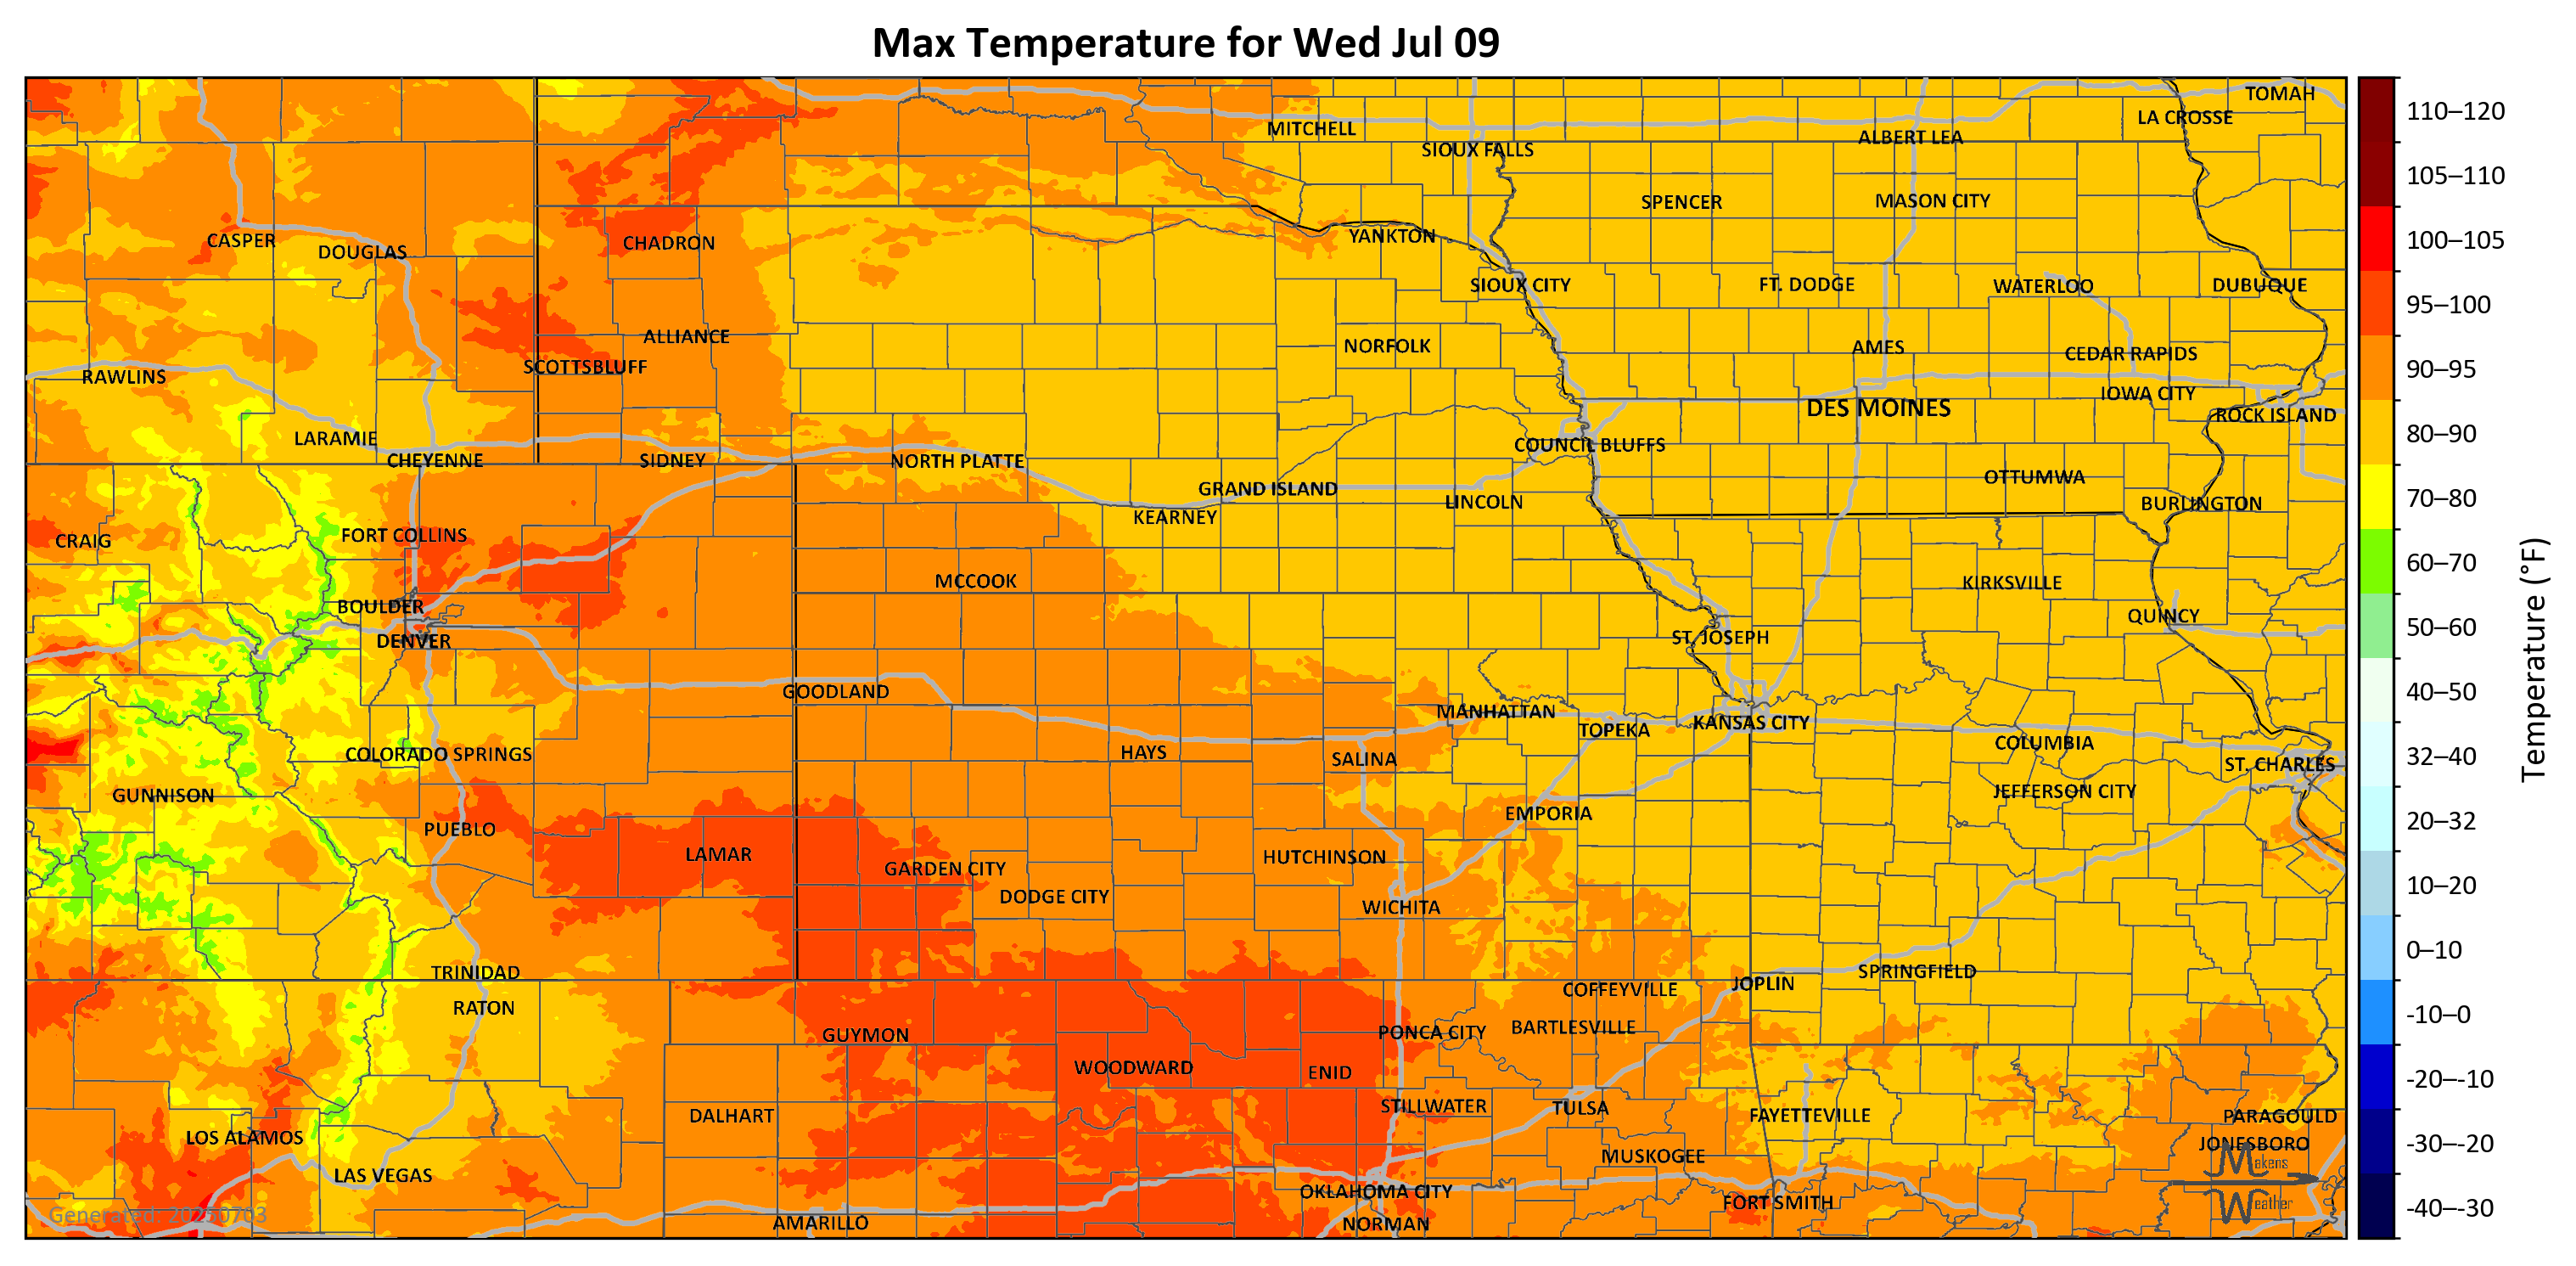 Max Temperature for Wed Jul 09
TOMAH
LA CROSSE
MITCHELL
ALBERT LEA
SIOUX FALLS
SPENCER
MASON CITY
CASPER
DOUGLAS
CHADRON
YANKTON
SIOUX CITY
FT. DODGE
WATERLOO
DUBUQUE
ALLIANCE
NORFOLK
AMES
CEDAR RAPIDS
SCOTTSBLUFF
RAWLINS
IOWA CITY
DES MOINES
ROCK ISLAND
LARAMIE
COUNCIL BLUFFS
CHEYENNE
SIDNEY
NORTH PLATTE
OTTUMWA
GRAND ISLAND
LINCOLN
BURLINGTON
KEARNEY
FORT COLLINS
CRAIG
MCCOOK
KIRKSVILLE
BOULDER
QUINCY
DENVER
ST. JOSEPH
GOODLAND
MANHATTAN
KANSAS CITY
TOPEKA
COLUMBIA
HAYS
COLORADO SPRINGS
SALINA
ST. CHARLES
JEFFERSON CITY
GUNNISON
EMPORIA
PUEBLO
LAMAR
HUTCHINSON
GARDEN CITY
DODGE CITY
WICHITA
TRINIDAD
SPRINGFIELD
JOPLIN
COFFEYVILLE
RATON
BARTLESVILLE
PONCA CITY
GUYMON
WOODWARD
ENID
STILLWATER
TULSA
DALHART
FAYETTEVILLE
PARAGOULD
LOS ALAMOS
JONESBORO
MUSKOGEE
LAS VEGAS
OKLAHOMA CITY
FORT SMITH
AMARILLO
NORMAN
Generated: 20250703
Makens
Weather
110–120
105–110
100–105
95–100
90–95
80–90
70–80
60–70
50–60
40–50
32–40
20–32
10–20
0–10
-10–0
-20–-10
-30–-20
-40–-30
Temperature (°F)